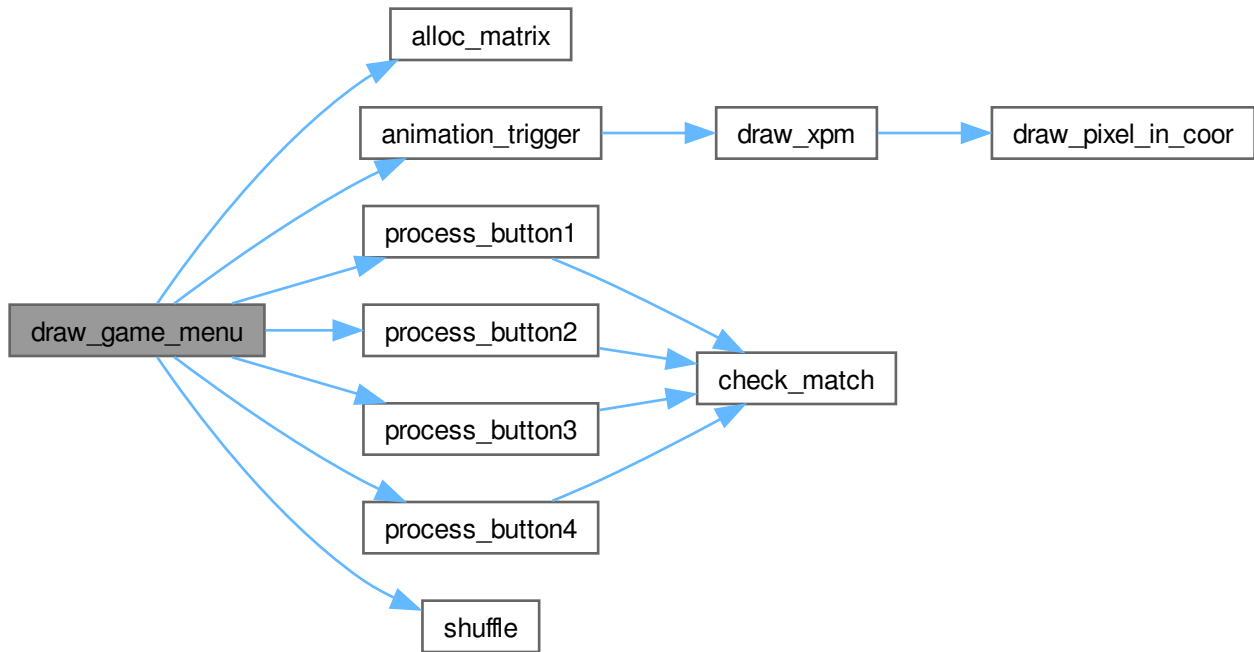 alloc_matrix
animation_trigger
draw_xpm
draw_pixel_in_coor
process_button1
draw_game_menu
process_button2
check_match
process_button3
process_button4
shuffle